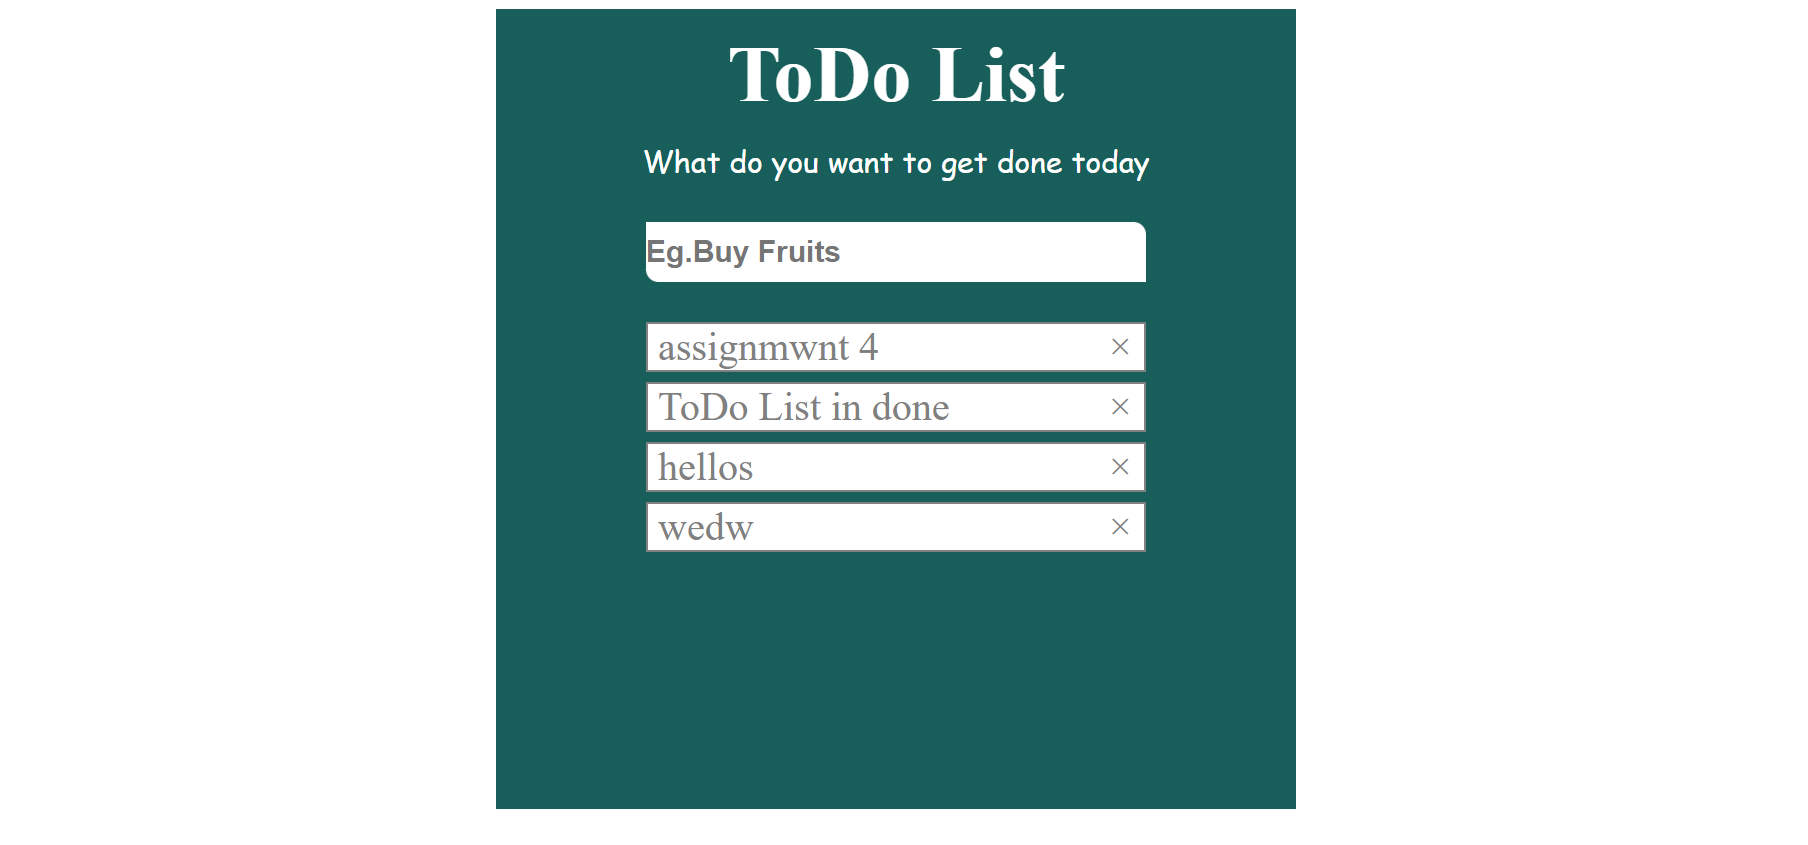 ToDo List
What do you want to get done today
Eg.Buy Fruits
assignmwnt 4 ×
ToDo List in done ×
hellos ×
wedw ×